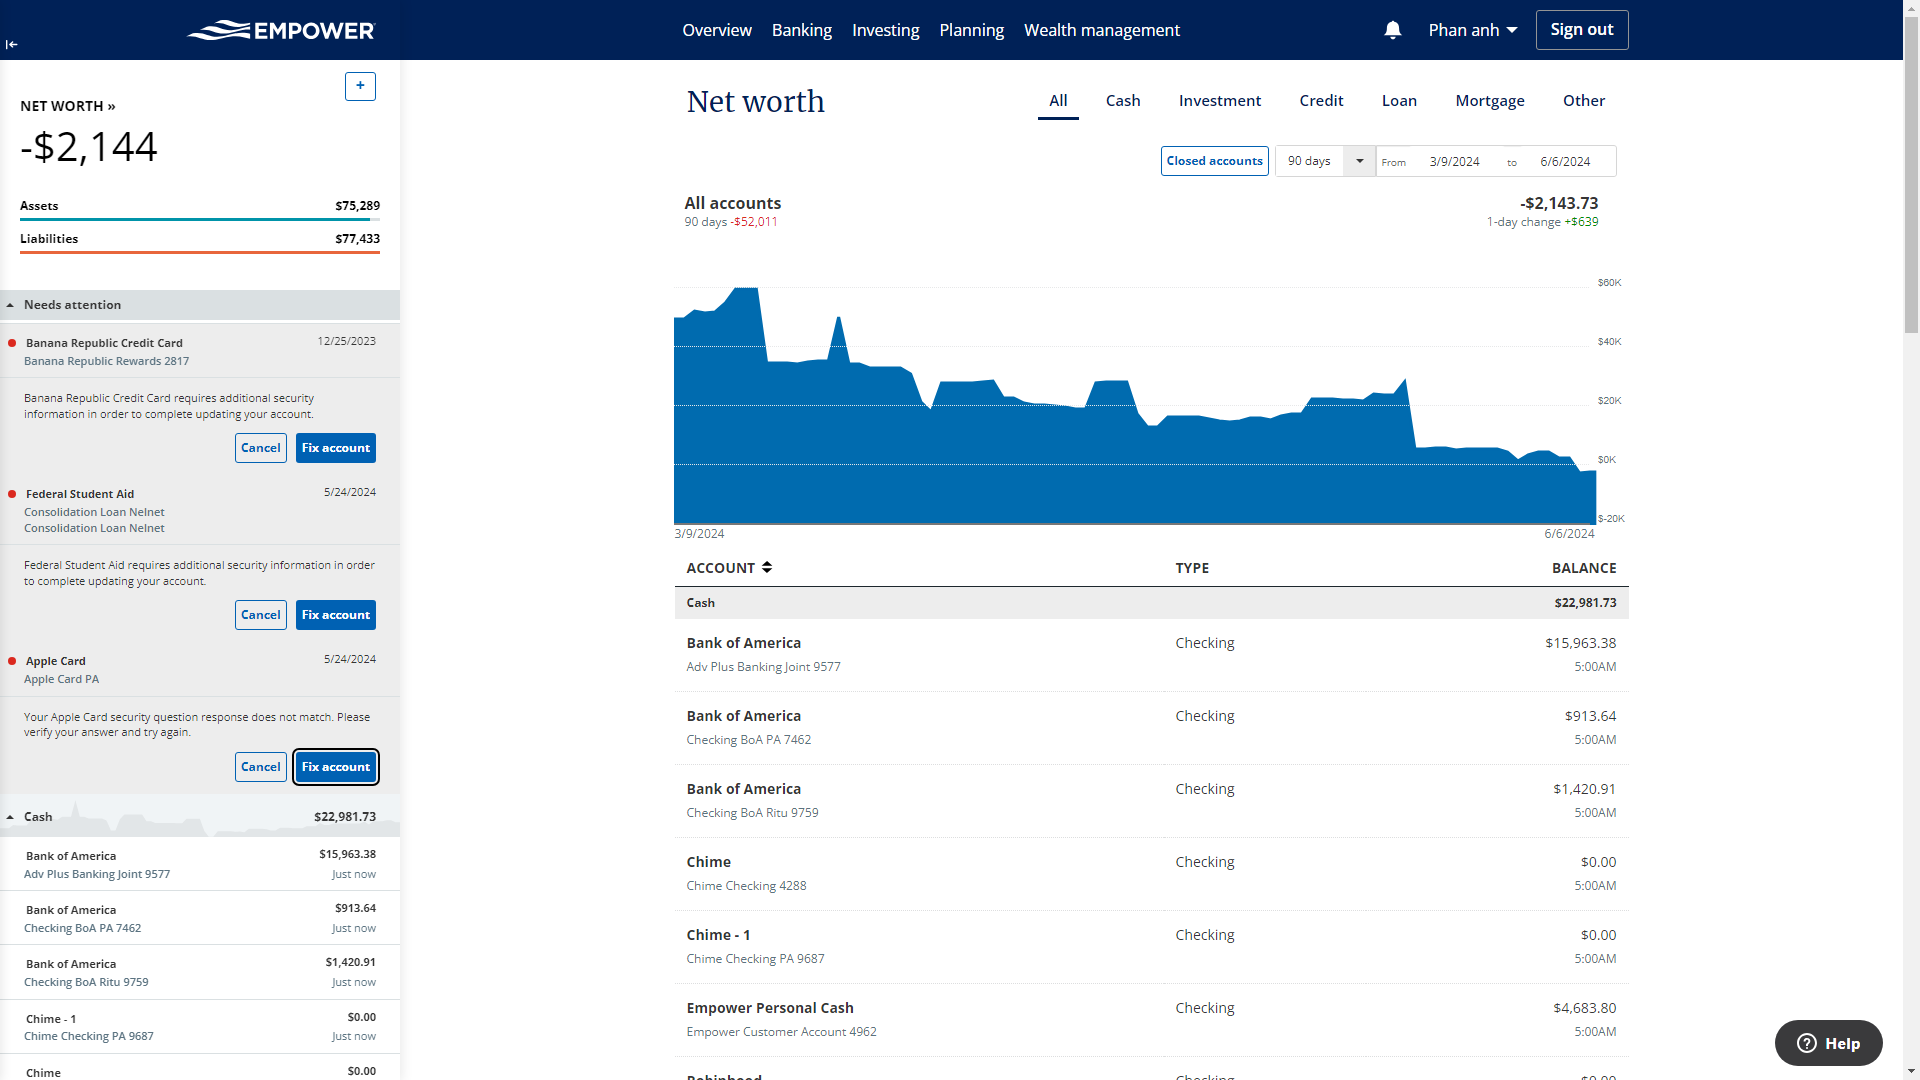 EMPOWER
Overview Banking Investing Planning Wealth management
Phan anh Sign out
+
NET WORTH »
-$2,144
Assets $75,289
Liabilities $77,433
Needs attention
Banana Republic Credit Card 12/25/2023
Banana Republic Rewards 2817
Banana Republic Credit Card requires additional security
information in order to complete updating your account.
Cancel Fix account
Federal Student Aid 5/24/2024
Consolidation Loan Nelnet
Consolidation Loan Nelnet
Federal Student Aid requires additional security information in order
to complete updating your account.
Cancel Fix account
Apple Card 5/24/2024
Apple Card PA
Your Apple Card security question response does not match. Please
verify your answer and try again.
Cancel Fix account
Cash $22,981.73
Bank of America $15,963.38
Adv Plus Banking Joint 9577 Just now
Bank of America $913.64
Checking BoA PA 7462 Just now
Bank of America $1,420.91
Checking BoA Ritu 9759 Just now
Chime - 1 $0.00
Chime Checking PA 9687 Just now
Chime $0.00
Net worth
All Cash Investment Credit Loan Mortgage Other
Closed accounts 90 days From 3/9/2024 to 6/6/2024
All accounts -$2,143.73
90 days -$52,011 1-day change +$639
$60K
$40K
$20K
$0K
$-20K
3/9/2024 6/6/2024
ACCOUNT TYPE BALANCE
Cash $22,981.73
Bank of America Checking $15,963.38
Adv Plus Banking Joint 9577 5:00AM
Bank of America Checking $913.64
Checking BoA PA 7462 5:00AM
Bank of America Checking $1,420.91
Checking BoA Ritu 9759 5:00AM
Chime Checking $0.00
Chime Checking 4288 5:00AM
Chime - 1 Checking $0.00
Chime Checking PA 9687 5:00AM
Empower Personal Cash Checking $4,683.80
Empower Customer Account 4962 5:00AM
Robinhood Checking $0.00
Help